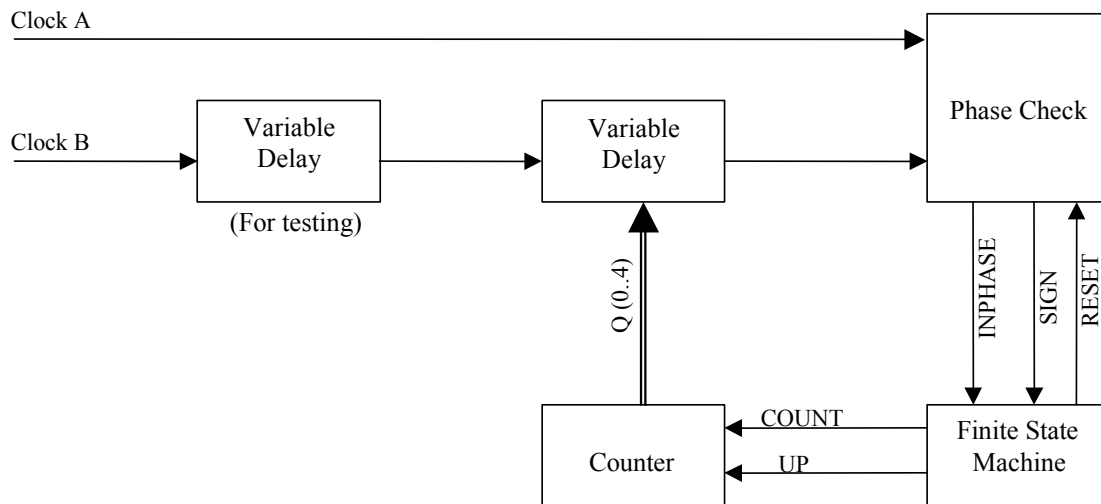 Clock A
Phase Check
Clock B
Variable
Delay
(For testing)
Variable
Delay
INPHASE
SIGN
RESET
Q (0..4)
COUNT
UP
Counter
Finite State
Machine